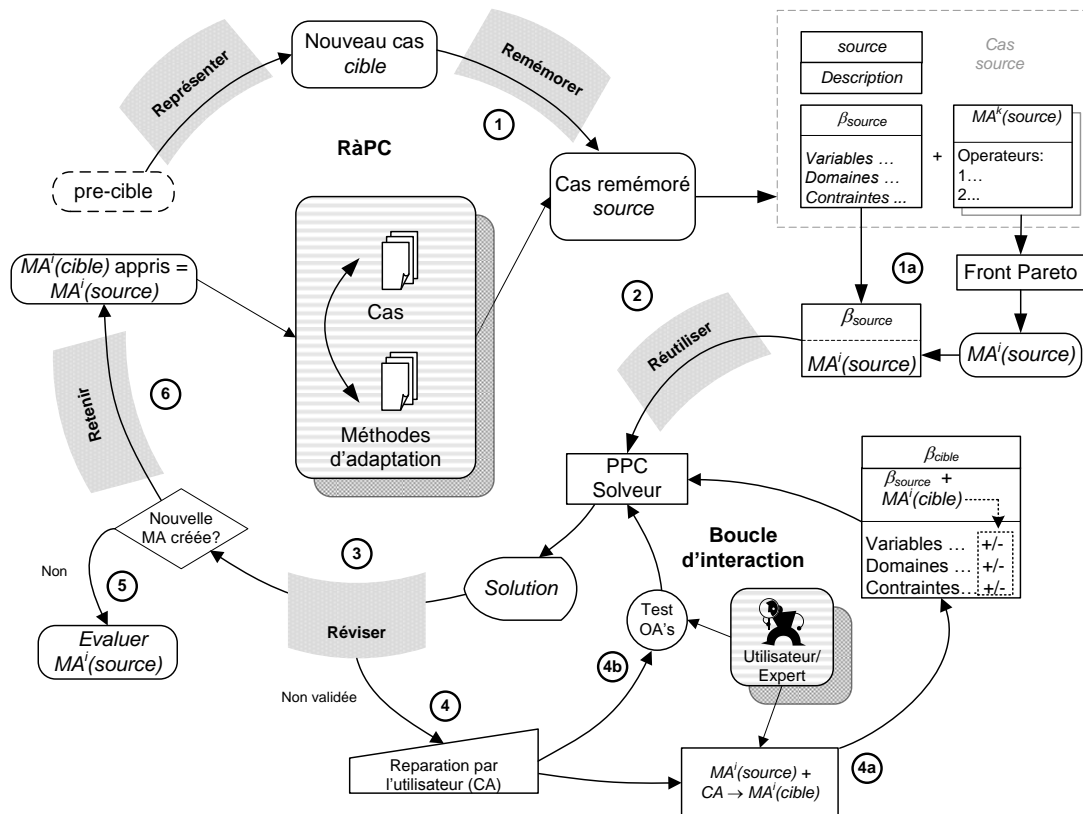 Représenter
Nouveau cas
cible
Remémorer
1
RàPC
pre-cible
Cas remémoré
source
source
Description
Cas
source
βsource
Variables …
Domaines …
Contraintes ...
+
MAᵏ(source)
Operateurs:
1…
2...
1a
Front Pareto
MAⁱ(source)
βsource
MAⁱ(source)
2
Réutiliser
MAⁱ(cible) appris =
MAⁱ(source)
Cas
Méthodes
d’adaptation
6
Retenir
PPC
Solveur
βcible
βsource +
MAⁱ(cible)
Variables … +/-
Domaines … +/-
Contraintes… +/-
Boucle
d’interaction
Nouvelle
MA créée?
3
Solution
Réviser
Non
5
Evaluer
MAⁱ(source)
Test
OA’s
4b
Utilisateur/
Expert
Non validée
4
Reparation par
l’utilisateur (CA)
MAⁱ(source) +
CA → MAⁱ(cible)
4a